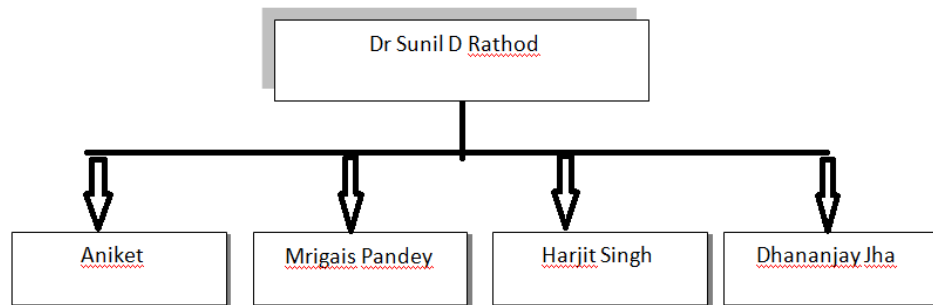 Dr Sunil D Rathod
Aniket
Mrigais Pandey
Harjit Singh
Dhananjay Jha